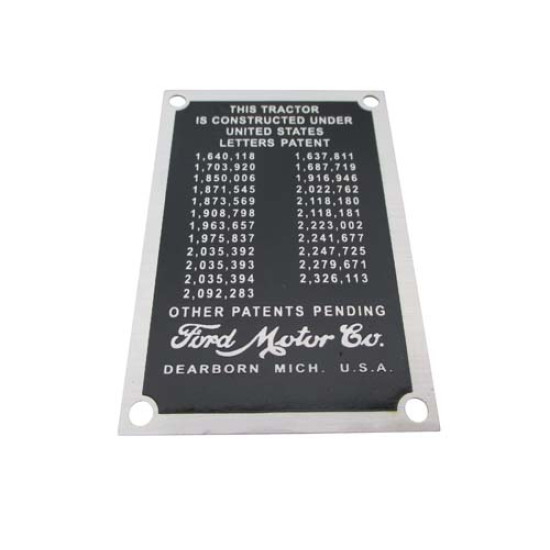 THIS TRACTOR
IS CONSTRUCTED UNDER
UNITED STATES
LETTERS PATENT
1,640,118 1,637,811
1,703,920 1,687,719
1,850,006 1,916,946
1,871,545 2,022,762
1,873,569 2,118,180
1,908,798 2,118,181
1,963,657 2,223,002
1,975,837 2,241,677
2,035,392 2,247,725
2,035,393 2,279,671
2,035,394 2,326,113
2,092,283
OTHER PATENTS PENDING
Ford Motor Co.
DEARBORN MICH. U.S.A.